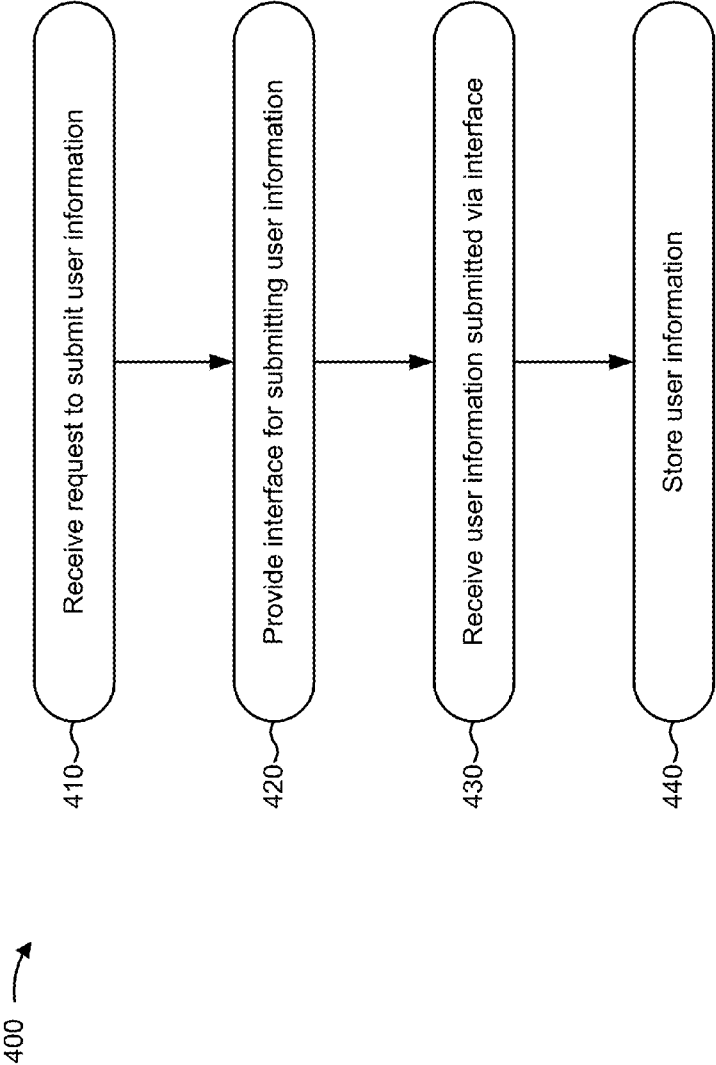 400
410
Receive request to submit user information
420
Provide interface for submitting user information
430
Receive user information submitted via interface
440
Store user information